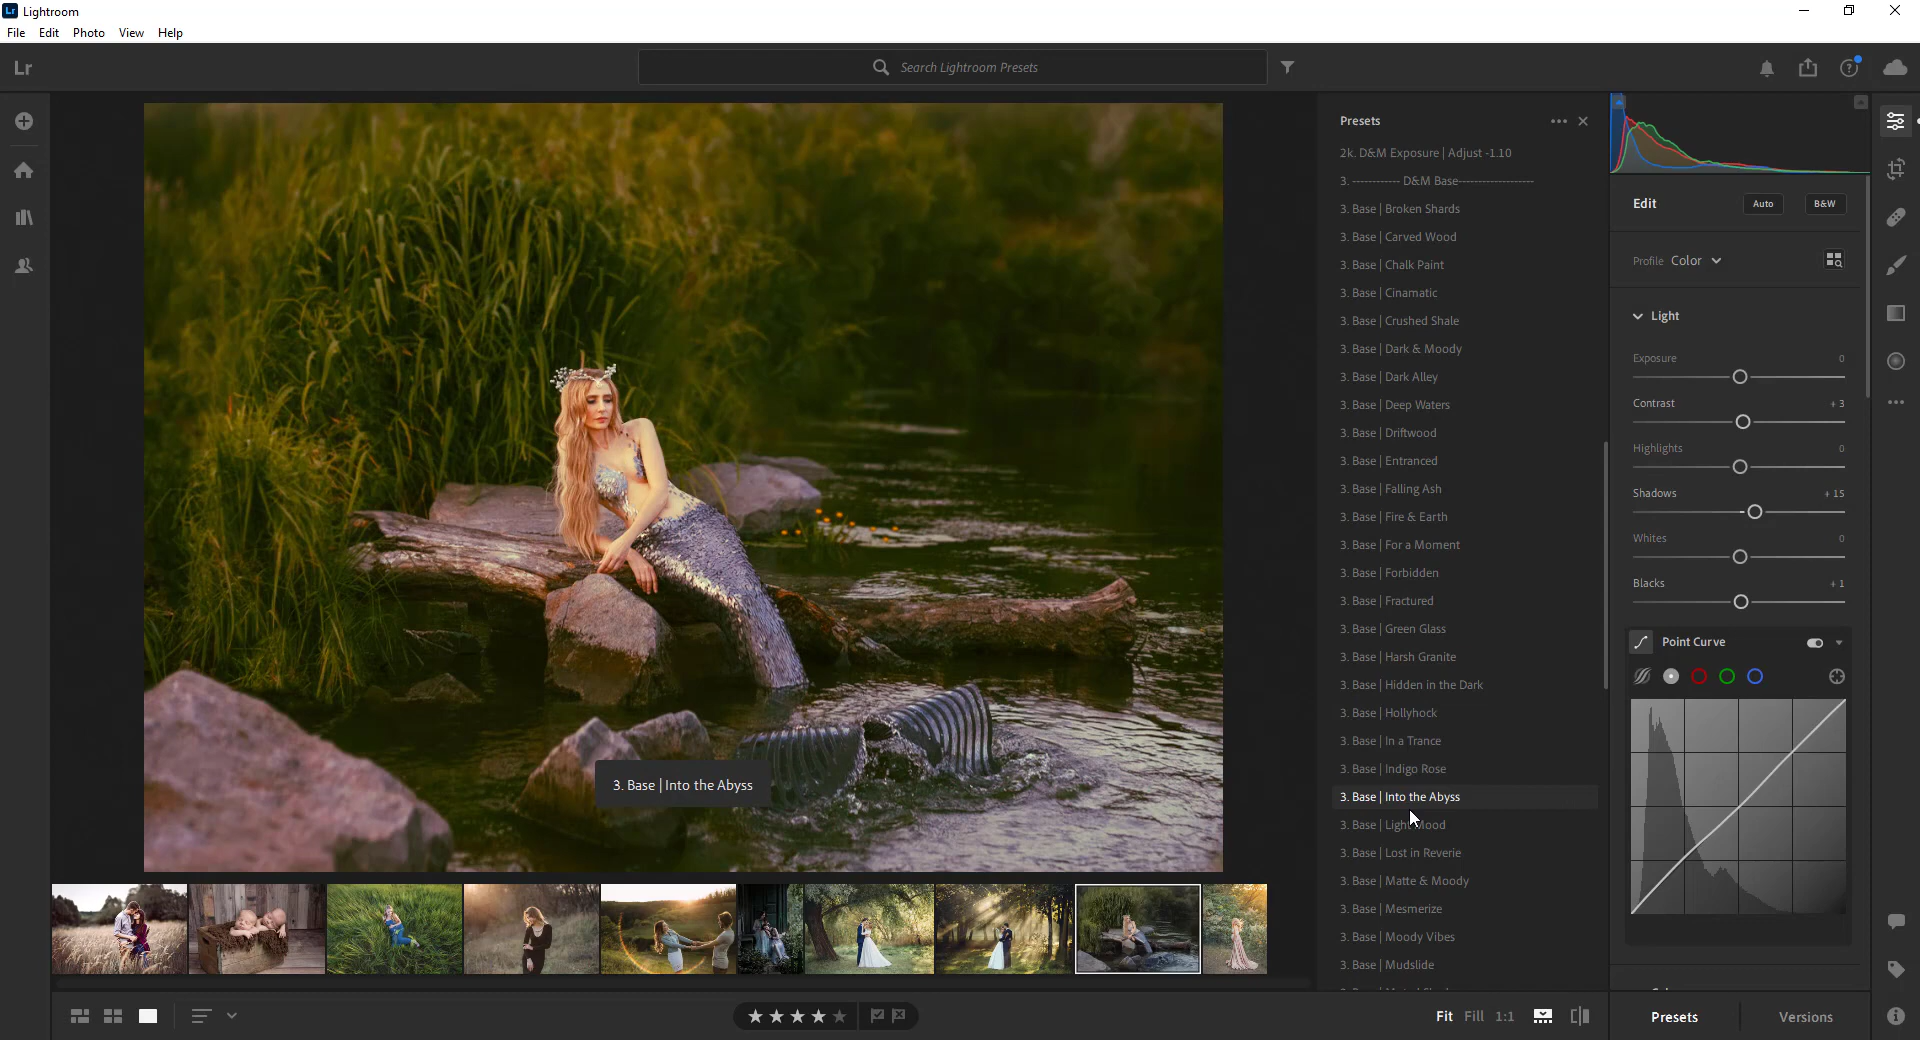 Lr Lightroom
File Edit Photo View Help
Lr
Search Lightroom Presets
Presets
2k. D&M Exposure | Adjust -1.10
3. ------------ D&M Base-------------------
3. Base | Broken Shards
3. Base | Carved Wood
3. Base | Chalk Paint
3. Base | Cinamatic
3. Base | Crushed Shale
3. Base | Dark & Moody
3. Base | Dark Alley
3. Base | Deep Waters
3. Base | Driftwood
3. Base | Entranced
3. Base | Falling Ash
3. Base | Fire & Earth
3. Base | For a Moment
3. Base | Forbidden
3. Base | Fractured
3. Base | Green Glass
3. Base | Harsh Granite
3. Base | Hidden in the Dark
3. Base | Hollyhock
3. Base | In a Trance
3. Base | Indigo Rose
3. Base | Into the Abyss
3. Base | Light Mood
3. Base | Lost in Reverie
3. Base | Matte & Moody
3. Base | Mesmerize
3. Base | Moody Vibes
3. Base | Mudslide
3. Base | Into the Abyss
Edit Auto B&W
Profile Color
Light
Exposure 0
Contrast + 3
Highlights 0
Shadows + 15
Whites 0
Blacks + 1
Point Curve
Fit Fill 1:1
Presets Versions